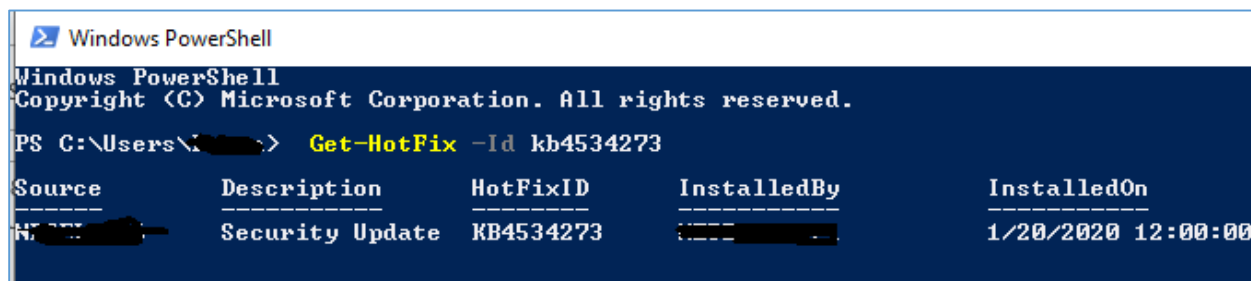 Windows PowerShell
Windows PowerShell
Copyright (C) Microsoft Corporation. All rights reserved.
PS C:\Users\ > Get-HotFix -Id kb4534273
Source Description HotFixID InstalledBy InstalledOn
------ ----------- -------- ----------- -----------
Security Update KB4534273 1/20/2020 12:00:00